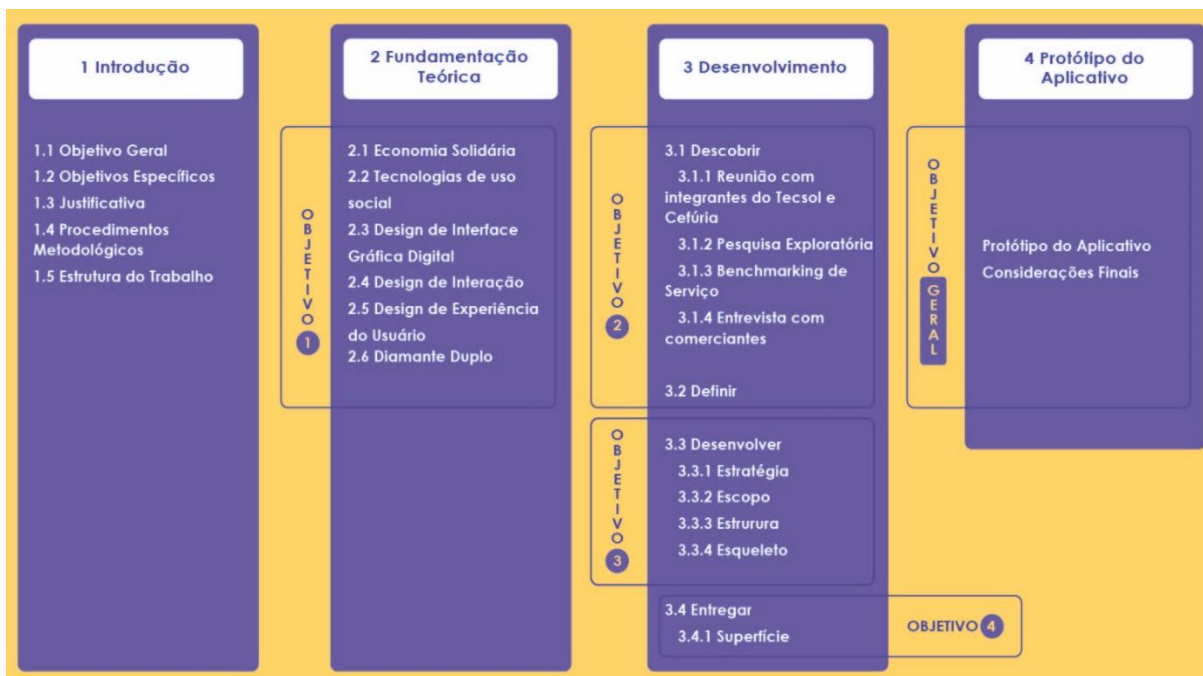 1 Introdução
1.1 Objetivo Geral
1.2 Objetivos Específicos
1.3 Justificativa
1.4 Procedimentos
Metodológicos
1.5 Estrutura do Trabalho
2 Fundamentação
Teórica
OBJETIVO 1
2.1 Economia Solidária
2.2 Tecnologias de uso
social
2.3 Design de Interface
Gráfica Digital
2.4 Design de Interação
2.5 Design de Experiência
do Usuário
2.6 Diamante Duplo
3 Desenvolvimento
OBJETIVO 2
3.1 Descobrir
3.1.1 Reunião com
integrantes do Tecsol e
Cefúria
3.1.2 Pesquisa Exploratória
3.1.3 Benchmarking de
Serviço
3.1.4 Entrevista com
comerciantes
3.2 Definir
OBJETIVO 3
3.3 Desenvolver
3.3.1 Estratégia
3.3.2 Escopo
3.3.3 Estrurura
3.3.4 Esqueleto
3.4 Entregar
3.4.1 Superfície
OBJETIVO 4
4 Protótipo do
Aplicativo
OBJETIVO GERAL
Protótipo do Aplicativo
Considerações Finais